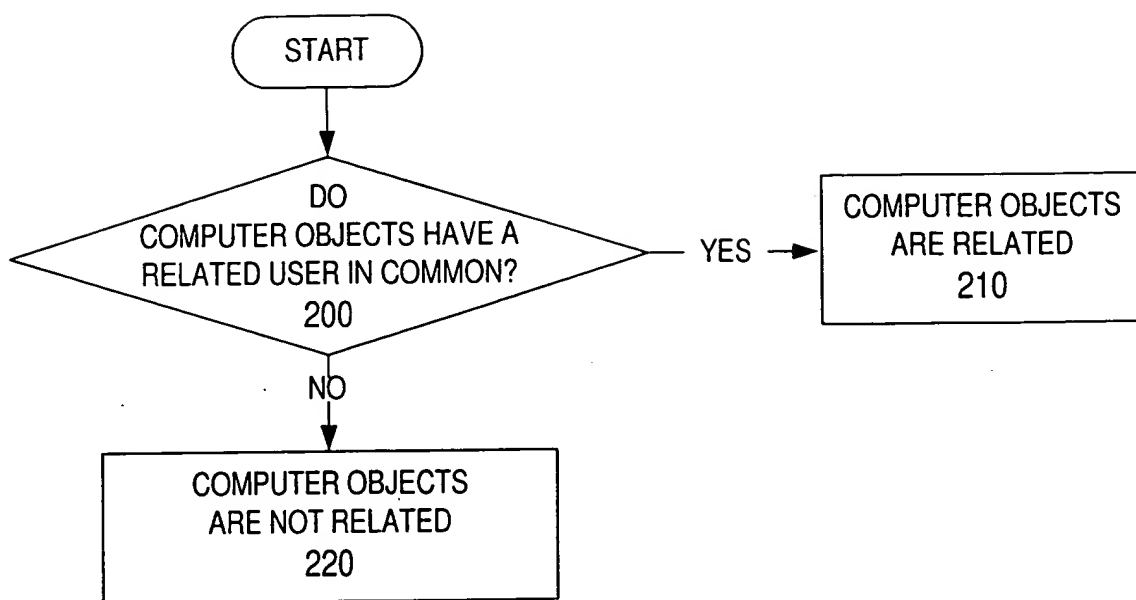 START
DO
COMPUTER OBJECTS HAVE A
RELATED USER IN COMMON?
200
YES
COMPUTER OBJECTS
ARE RELATED
210
NO
COMPUTER OBJECTS
ARE NOT RELATED
220